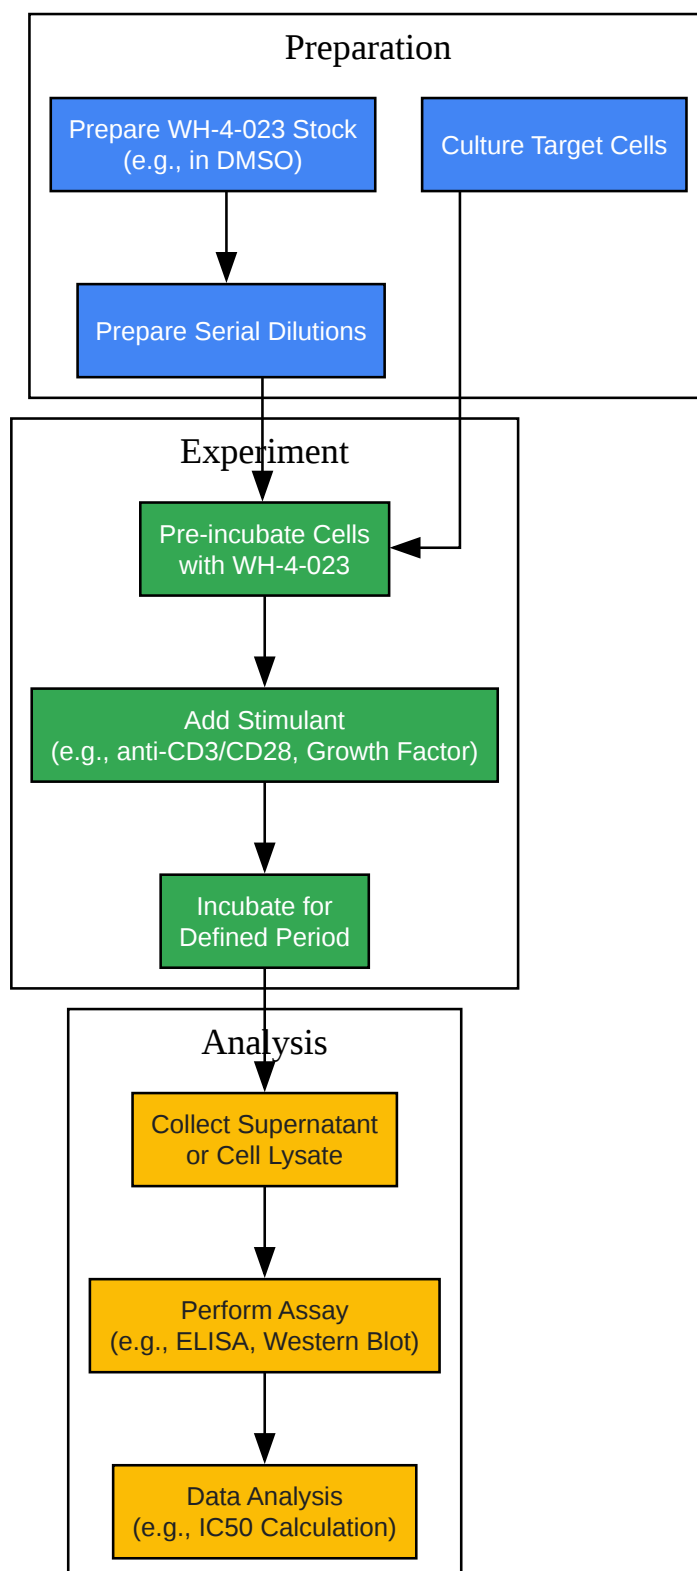 Preparation
Prepare WH-4-023 Stock
(e.g., in DMSO)
Culture Target Cells
Prepare Serial Dilutions
Experiment
Pre-incubate Cells
with WH-4-023
Add Stimulant
(e.g., anti-CD3/CD28, Growth Factor)
Incubate for
Defined Period
Analysis
Collect Supernatant
or Cell Lysate
Perform Assay
(e.g., ELISA, Western Blot)
Data Analysis
(e.g., IC50 Calculation)